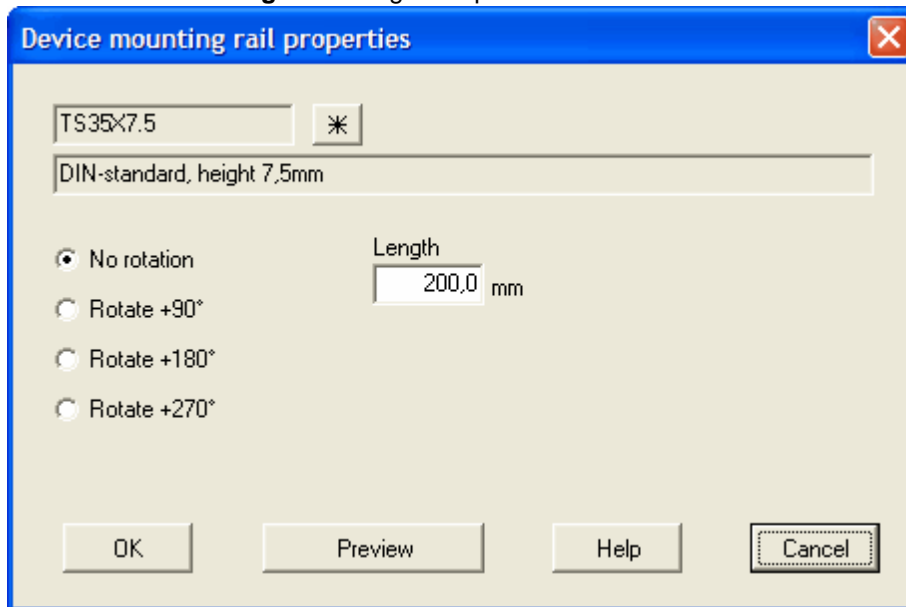 Device mounting rail properties
TS35X7.5
DIN-standard, height 7,5mm
No rotation
Length
200,0 mm
Rotate +90°
Rotate +180°
Rotate +270°
OK Preview Help Cancel